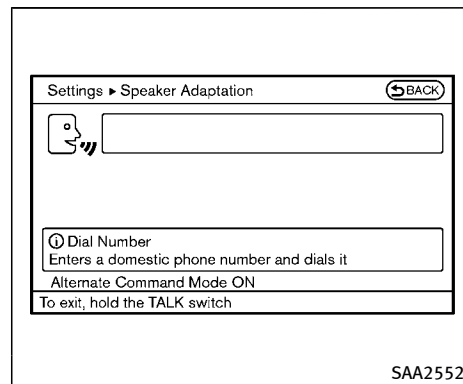 Settings ▸ Speaker Adaptation
BACK
Dial Number
Enters a domestic phone number and dials it
Alternate Command Mode ON
To exit, hold the TALK switch
SAA2552